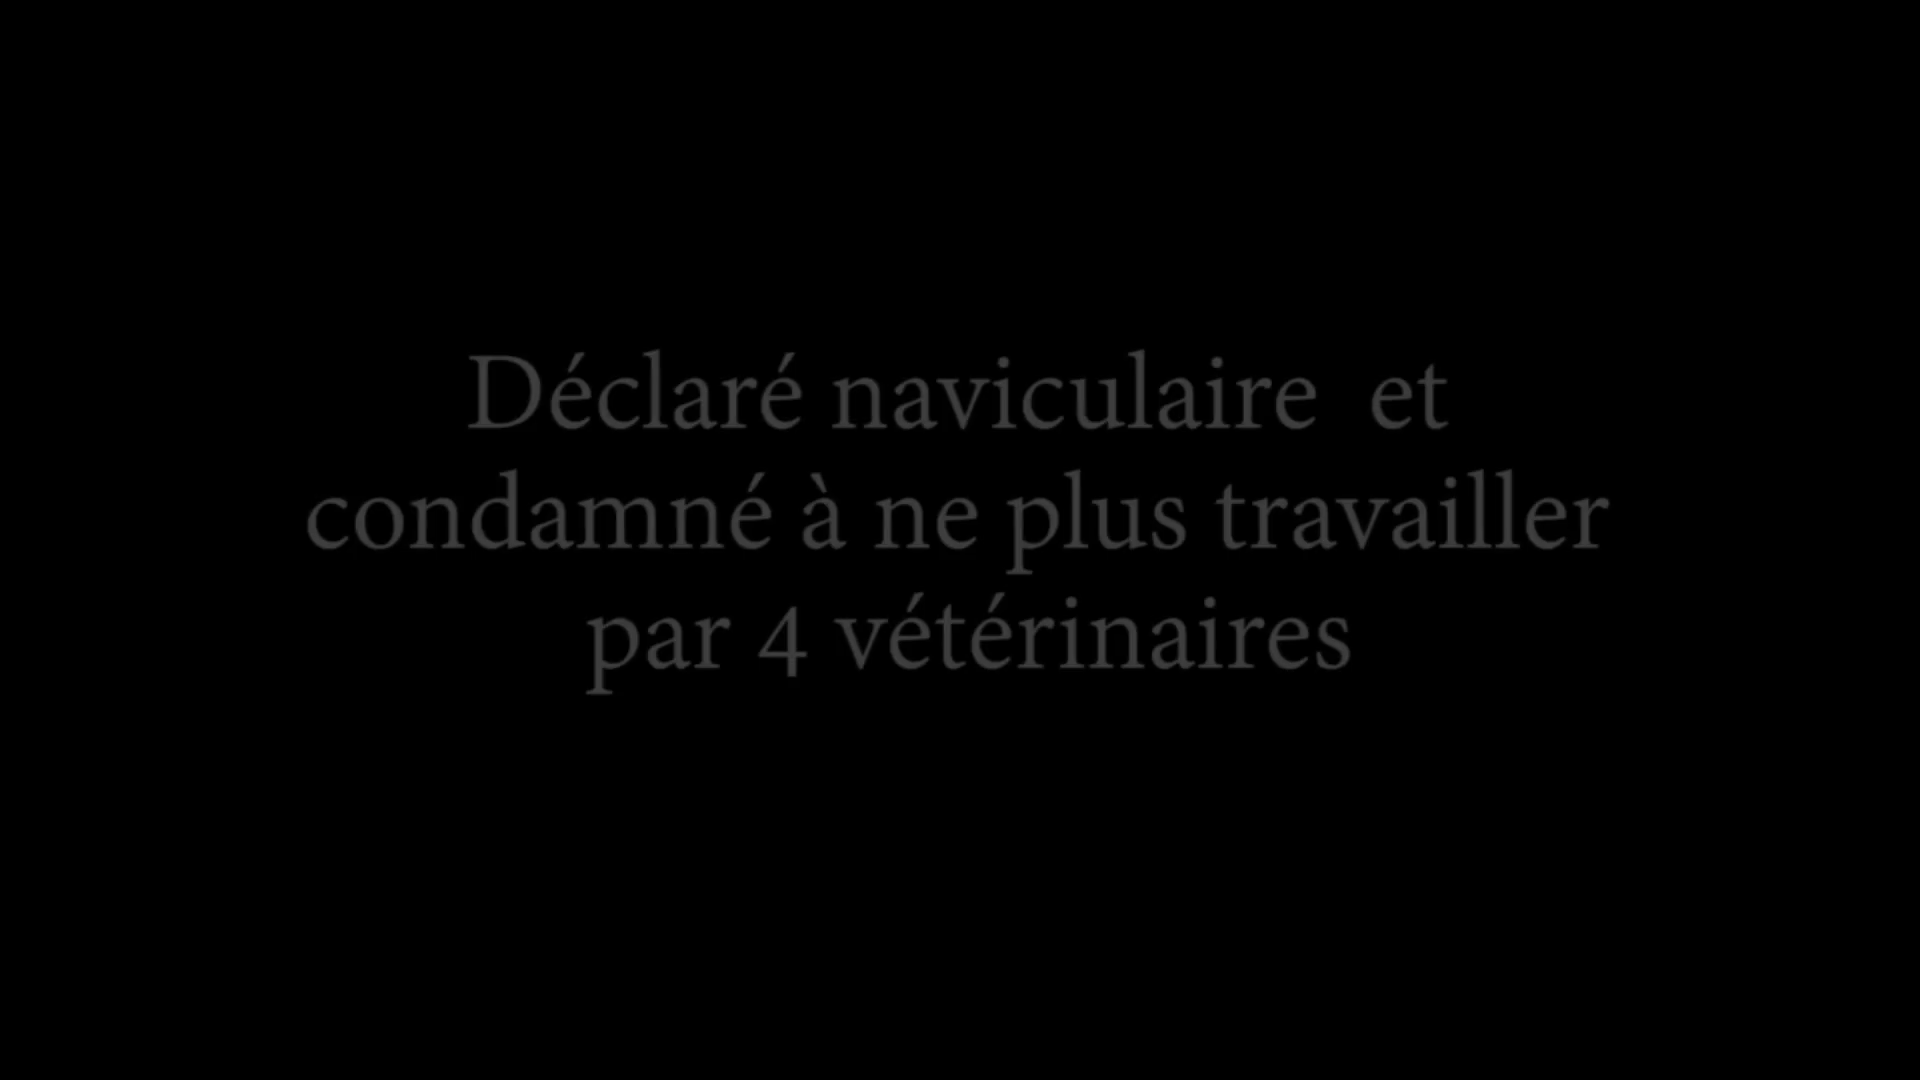 Déclaré naviculaire  et
condamné à ne plus travailler
par 4 vétérinaires